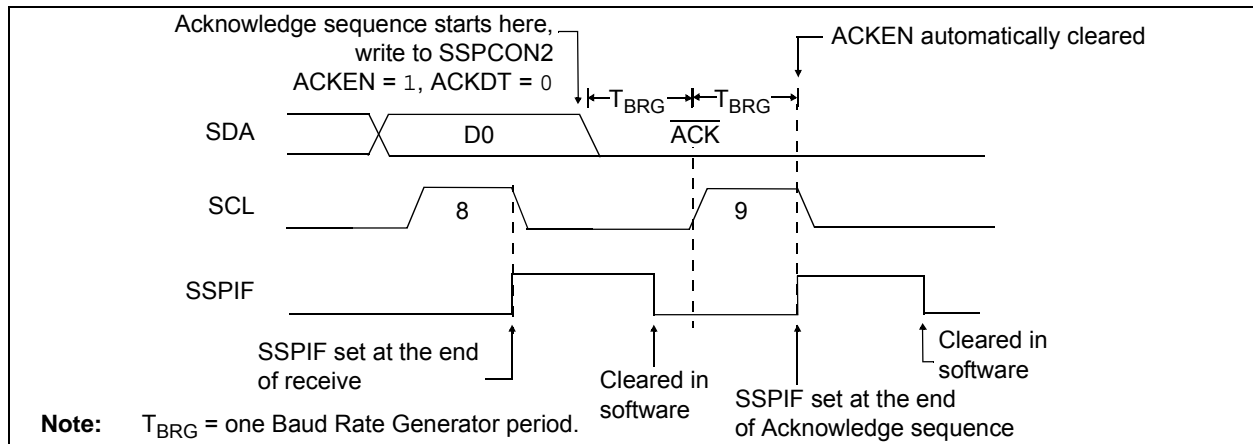 Acknowledge sequence starts here,
write to SSPCON2
ACKEN = 1, ACKDT = 0
ACKEN automatically cleared
TBRG
TBRG
SDA
D0
ACK
SCL
8
9
SSPIF
SSPIF set at the end
of receive
Cleared in
software
SSPIF set at the end
of Acknowledge sequence
Cleared in
software
Note: TBRG = one Baud Rate Generator period.